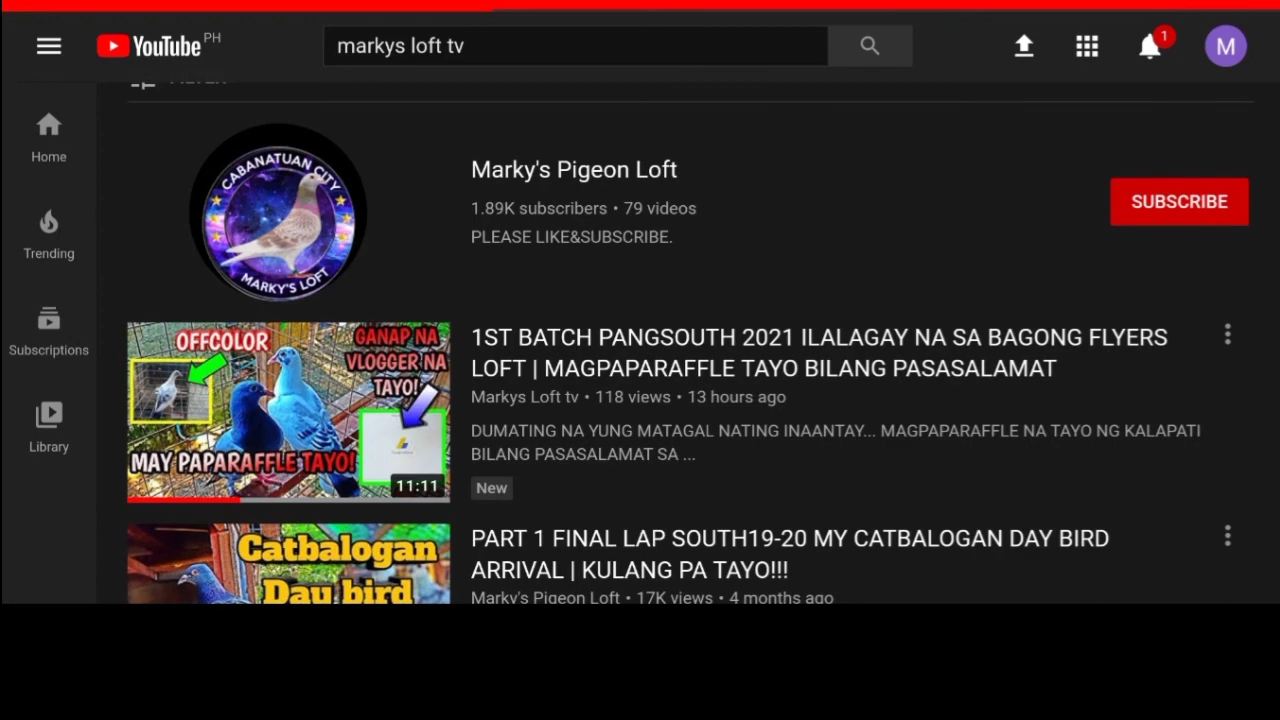 YouTube PH
markys loft tv
1
M
FILTER
Home
Trending
Subscriptions
Library
CABANATUAN CITY
MARKY'S LOFT
Marky's Pigeon Loft
1.89K subscribers • 79 videos
PLEASE LIKE&SUBSCRIBE.
SUBSCRIBE
OFFCOLOR
GANAP NA
VLOGGER NA
TAYO!
MAY PAPARAFFLE TAYO!
11:11
1ST BATCH PANGSOUTH 2021 ILALAGAY NA SA BAGONG FLYERS
LOFT | MAGPAPARAFFLE TAYO BILANG PASASALAMAT
Markys Loft tv • 118 views • 13 hours ago
DUMATING NA YUNG MATAGAL NATING INAANTAY... MAGPAPARAFFLE NA TAYO NG KALAPATI
BILANG PASASALAMAT SA ...
New
Catbalogan
Day bird
PART 1 FINAL LAP SOUTH19-20 MY CATBALOGAN DAY BIRD
ARRIVAL | KULANG PA TAYO!!!
Marky's Pigeon Loft • 17K views • 4 months ago